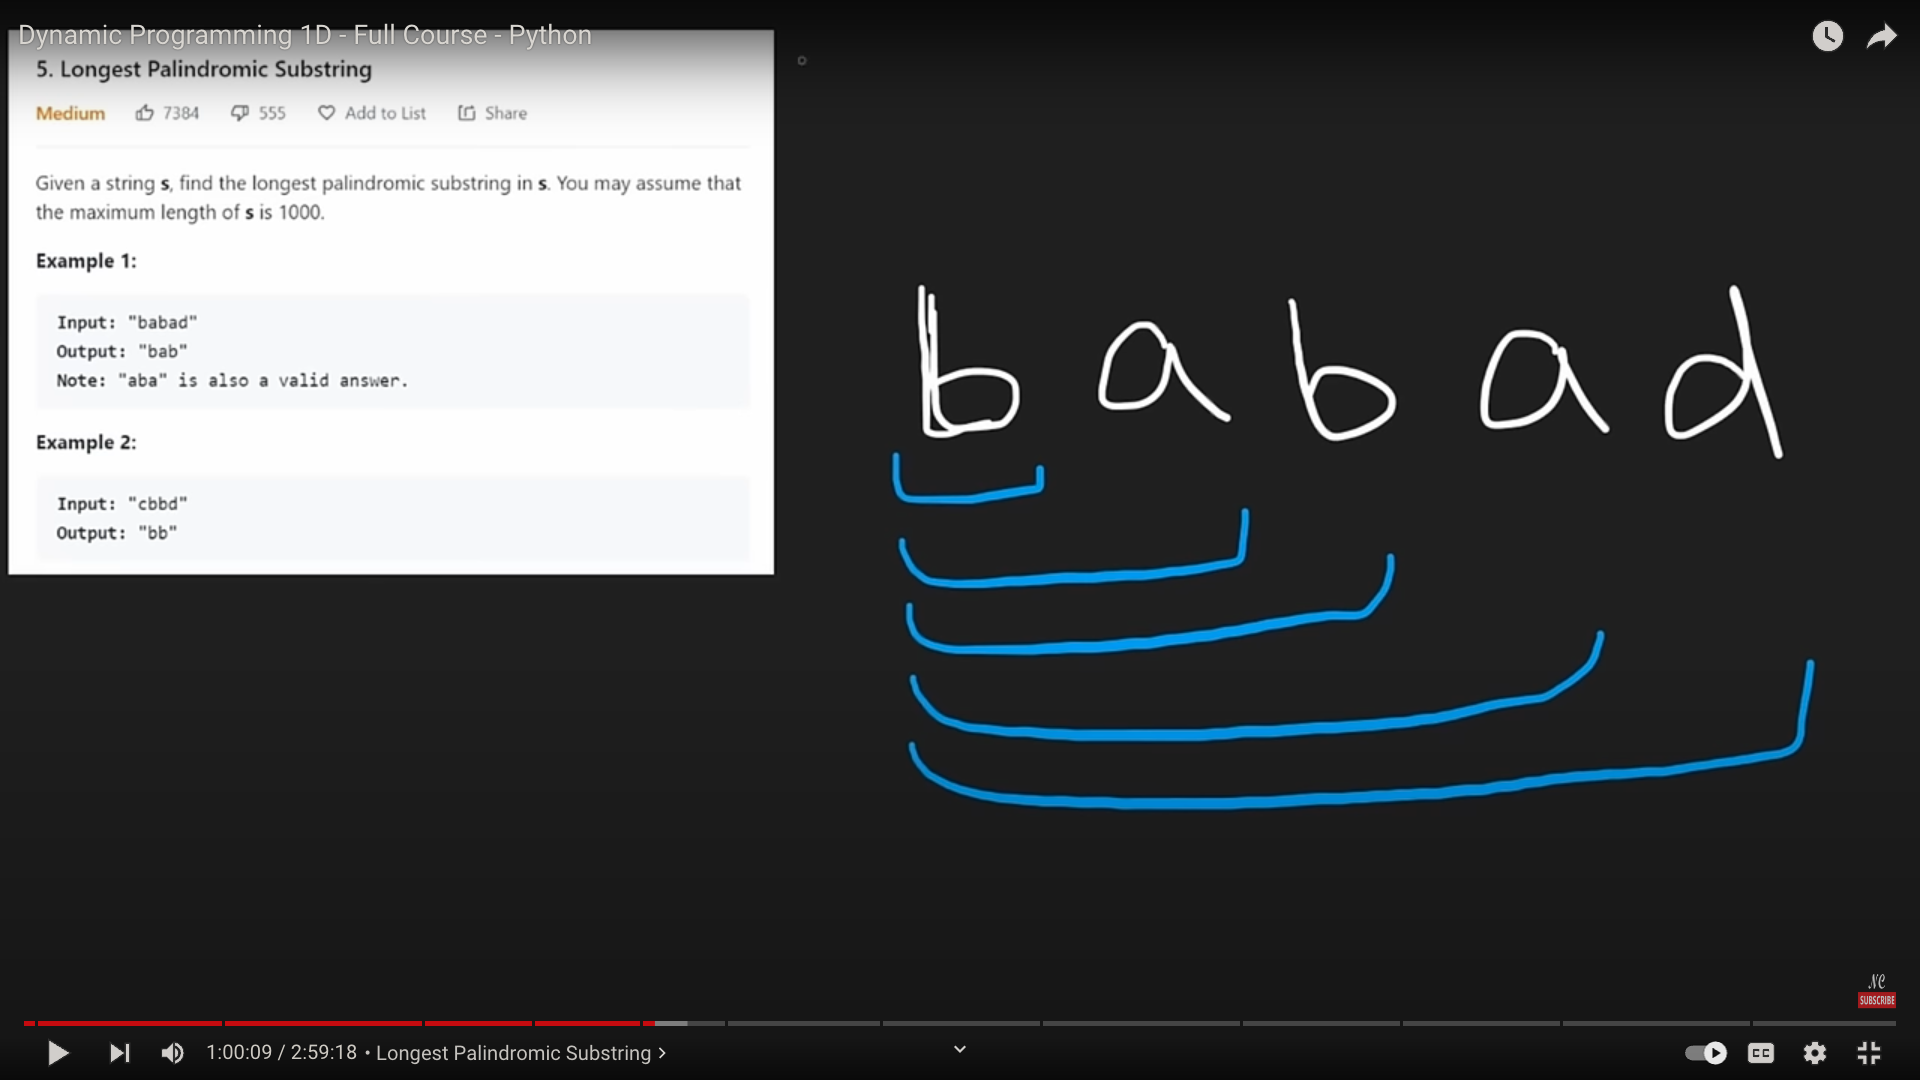 Dynamic Programming 1D - Full Course - Python
5. Longest Palindromic Substring
Medium 7384 555 Add to List Share
Given a string s, find the longest palindromic substring in s. You may assume that
the maximum length of s is 1000.
Example 1:
Input: "babad"
Output: "bab"
Note: "aba" is also a valid answer.
Example 2:
Input: "cbbd"
Output: "bb"
b a b a d
NC
SUBSCRIBE
1:00:09 / 2:59:18 • Longest Palindromic Substring >
CC